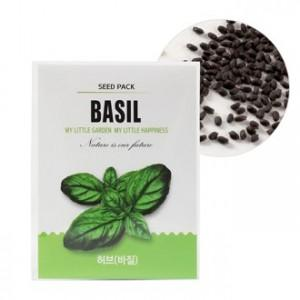 SEED PACK
BASIL
MY LITTLE GARDEN MY LITTLE HAPPINESS
Nature is our future
허브(바질)